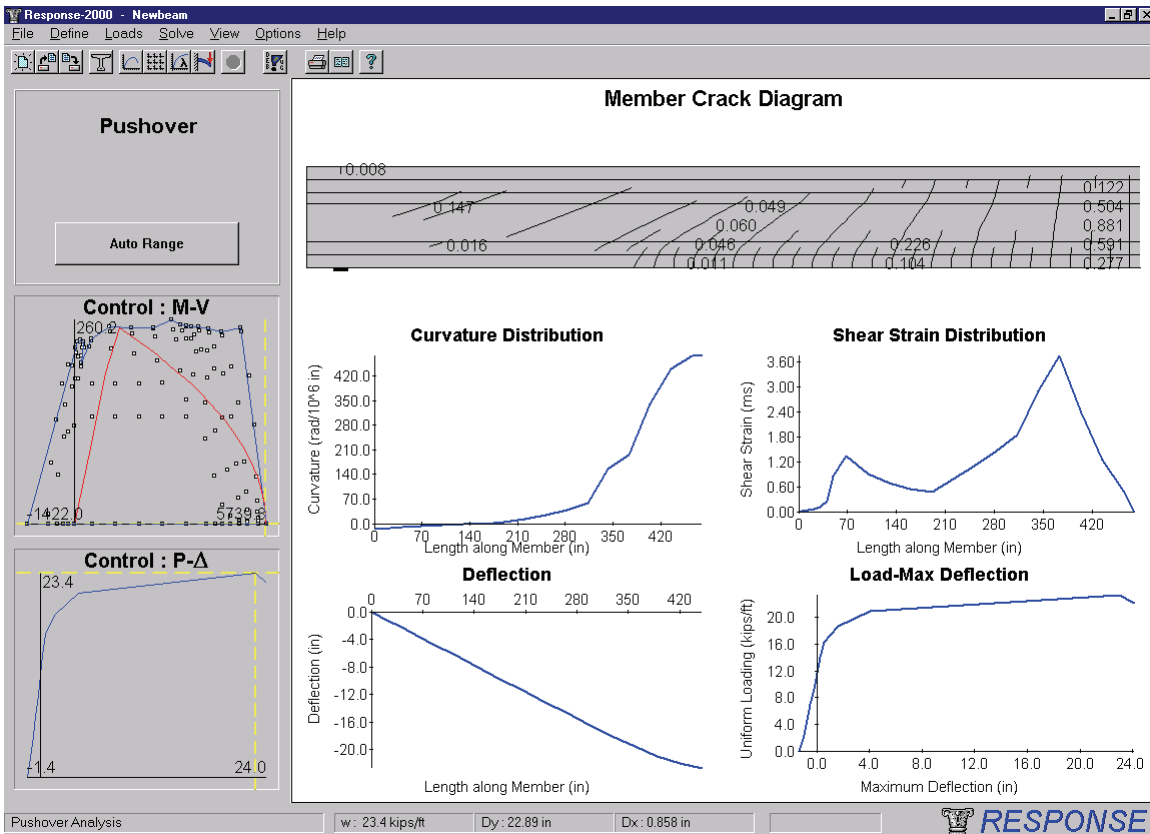 Response-2000 - Newbeam
File Define Loads Solve View Options Help
Pushover
Auto Range
Control : M-V
260.2
-1422.0 5739.8
Control : P-Δ
23.4
-1.4 24.0
Member Crack Diagram
0.008
0.122
0.147 0.049 0.504
0.060 0.881
0.016 0.046 0.226 0.591
0.011 0.104 0.277
Curvature Distribution
Curvature (rad/10^6 in)
420.0
350.0
280.0
210.0
140.0
70.0
0.0
0 70 140 210 280 350 420
Length along Member (in)
Shear Strain Distribution
Shear Strain (ms)
3.60
3.00
2.40
1.80
1.20
0.60
0.00
0 70 140 210 280 350 420
Length along Member (in)
Deflection
0 70 140 210 280 350 420
Deflection (in)
0.0
-4.0
-8.0
-12.0
-16.0
-20.0
Length along Member (in)
Load-Max Deflection
Uniform Loading (kips/ft)
20.0
16.0
12.0
8.0
4.0
0.0
0.0 4.0 8.0 12.0 16.0 20.0 24.0
Maximum Deflection (in)
Pushover Analysis
w: 23.4 kips/ft
Dy: 22.89 in
Dx: 0.858 in
RESPONSE